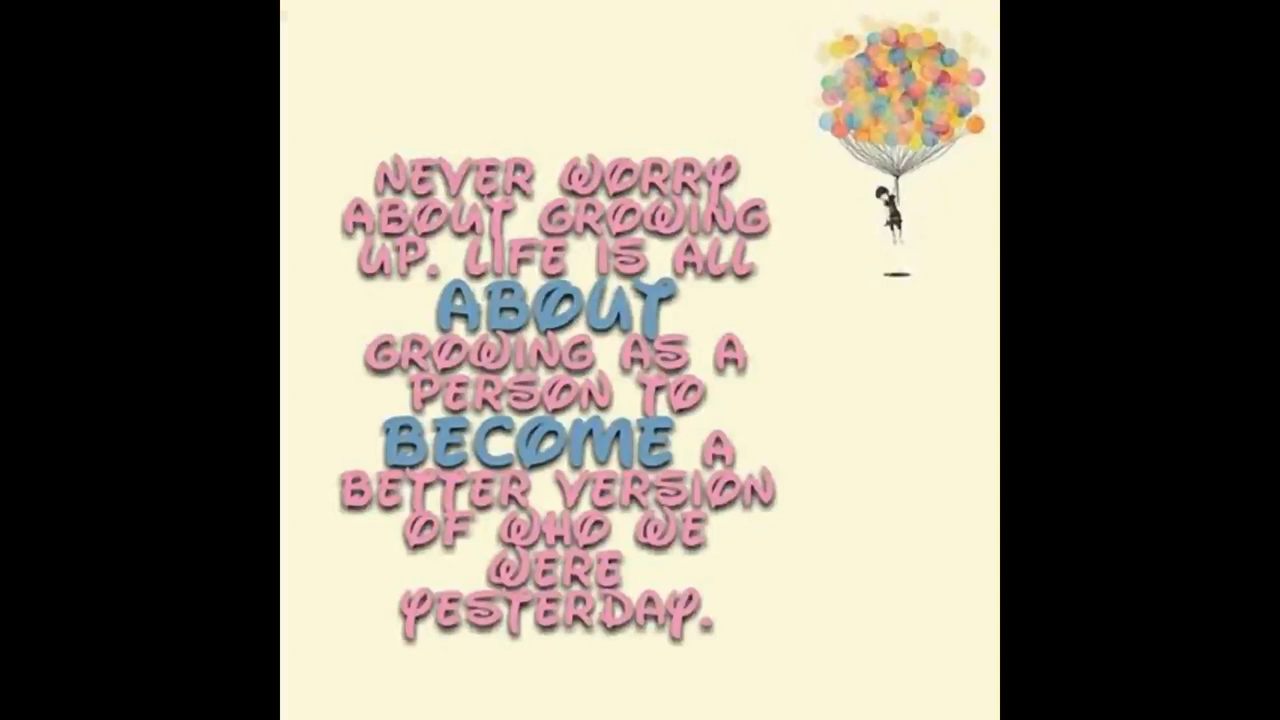 NEVER WORRY
ABOUT GROWING
UP. LIFE IS ALL
ABOUT
GROWING AS A
PERSON TO
BECOME A
BETTER VERSION
OF WHO WE
WERE
YESTERDAY.